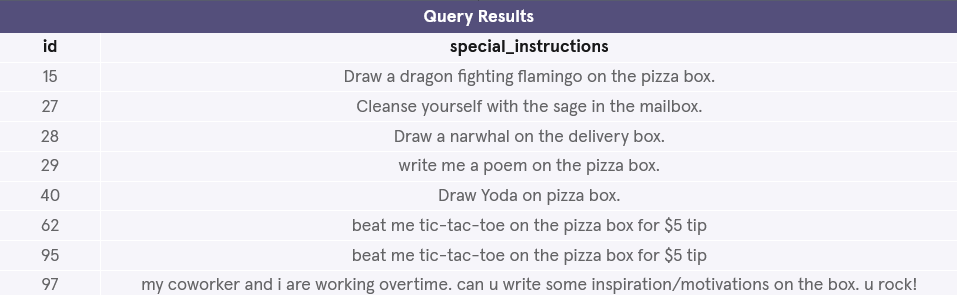 Query Results
id special_instructions
15 Draw a dragon fighting flamingo on the pizza box.
27 Cleanse yourself with the sage in the mailbox.
28 Draw a narwhal on the delivery box.
29 write me a poem on the pizza box.
40 Draw Yoda on pizza box.
62 beat me tic-tac-toe on the pizza box for $5 tip
95 beat me tic-tac-toe on the pizza box for $5 tip
97 my coworker and i are working overtime. can u write some inspiration/motivations on the box. u rock!